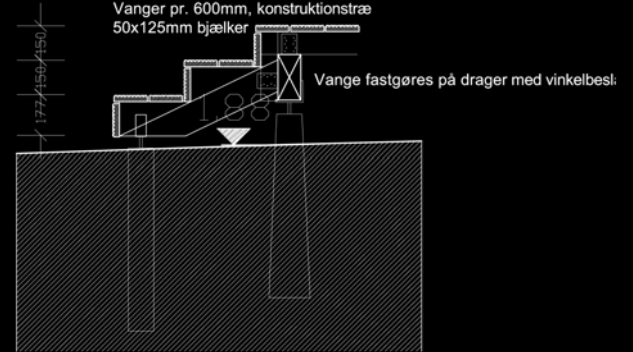 Vanger pr. 600mm, konstruktionstræ
50x125mm bjælker
Vange fastgøres på drager med vinkelbesl
150
150
177
1.88